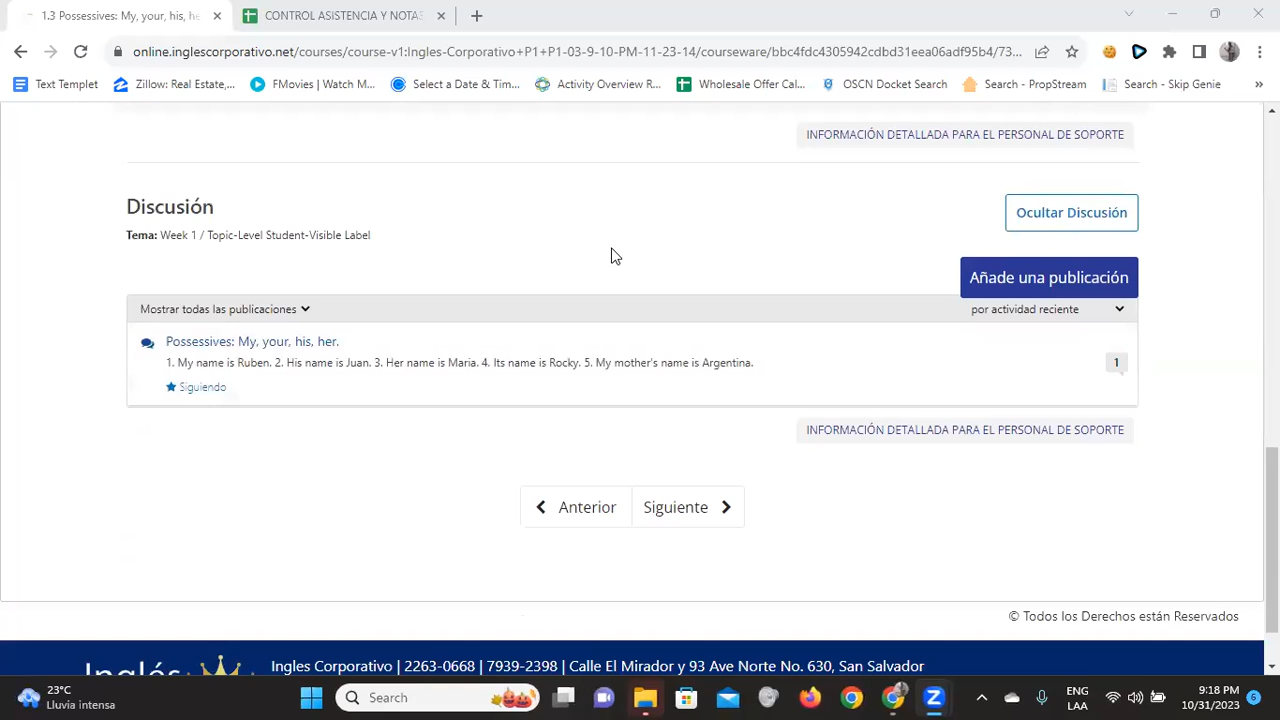 1.3 Possessives: My, your, his, he
CONTROL ASISTENCIA Y NOTAS
online.inglescorporativo.net/courses/course-v1:Ingles-Corporativo+P1+P1-03-9-10-PM-11-23-14/courseware/bbc4fdc4305942cdbd31eea06adf95b4/73...
Text Templet
Zillow: Real Estate,...
FMovies | Watch M...
Select a Date & Tim...
Activity Overview R...
Wholesale Offer Cal...
OSCN Docket Search
Search - PropStream
Search - Skip Genie
»
INFORMACIÓN DETALLADA PARA EL PERSONAL DE SOPORTE
Discusión
Ocultar Discusión
Tema: Week 1 / Topic-Level Student-Visible Label
Añade una publicación
Mostrar todas las publicaciones
por actividad reciente
Possessives: My, your, his, her.
1. My name is Ruben. 2. His name is Juan. 3. Her name is Maria. 4. Its name is Rocky. 5. My mother's name is Argentina.
1
Siguiendo
INFORMACIÓN DETALLADA PARA EL PERSONAL DE SOPORTE
Anterior
Siguiente
© Todos los Derechos están Reservados
Inglés
Ingles Corporativo | 2263-0668 | 7939-2398 | Calle El Mirador y 93 Ave Norte No. 630, San Salvador
23°C
Lluvia intensa
Search
ENG
LAA
9:18 PM
10/31/2023
6